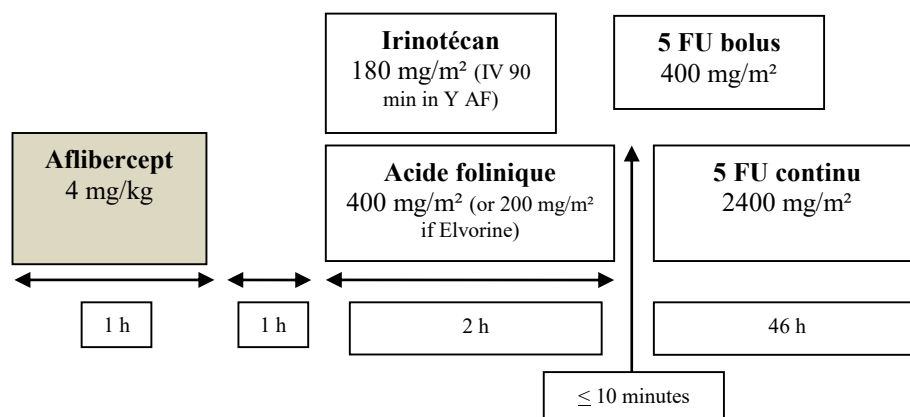 Irinotécan
180 mg/m² (IV 90
min in Y AF)
5 FU bolus
400 mg/m²
Aflibercept
4 mg/kg
Acide folinique
400 mg/m² (or 200 mg/m²
if Elvorine)
5 FU continu
2400 mg/m²
1 h
1 h
2 h
46 h
≤ 10 minutes